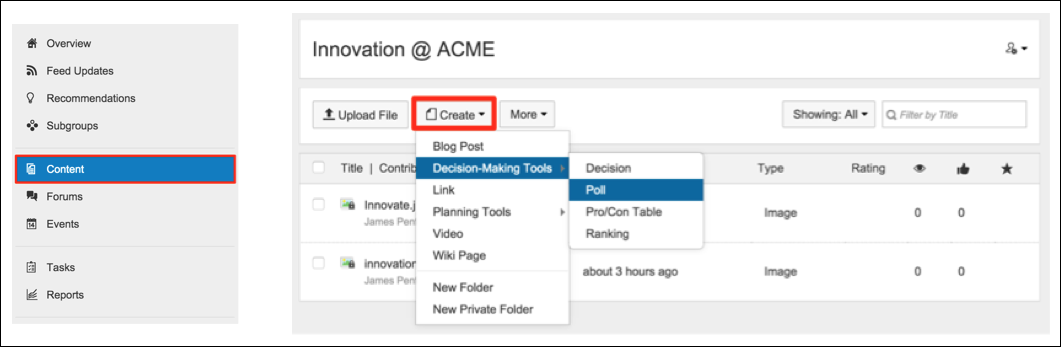 Overview
Feed Updates
Recommendations
Subgroups
Content
Forums
Events
14
Tasks
Reports
Innovation @ ACME
Upload File Create More Showing: All Filter by Title
Blog Post
Decision-Making Tools
Link
Planning Tools
Video
Wiki Page
New Folder
New Private Folder
Decision
Poll
Pro/Con Table
Ranking
Title | Contrib Type Rating
Innovate.j Image 0 0
James Pen
innovation about 3 hours ago Image 0 0
James Pen